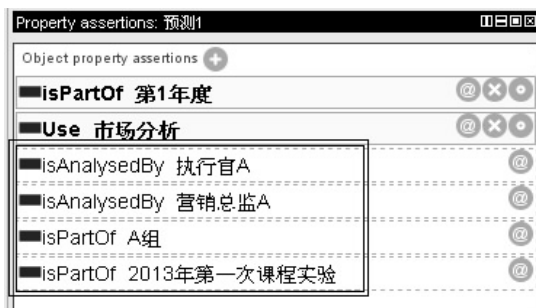 Property assertions: 预测1
Object property assertions
isPartOf 第1年度
Use 市场分析
isAnalysedBy 执行官A
isAnalysedBy 营销总监A
isPartOf A组
isPartOf 2013年第一次课程实验